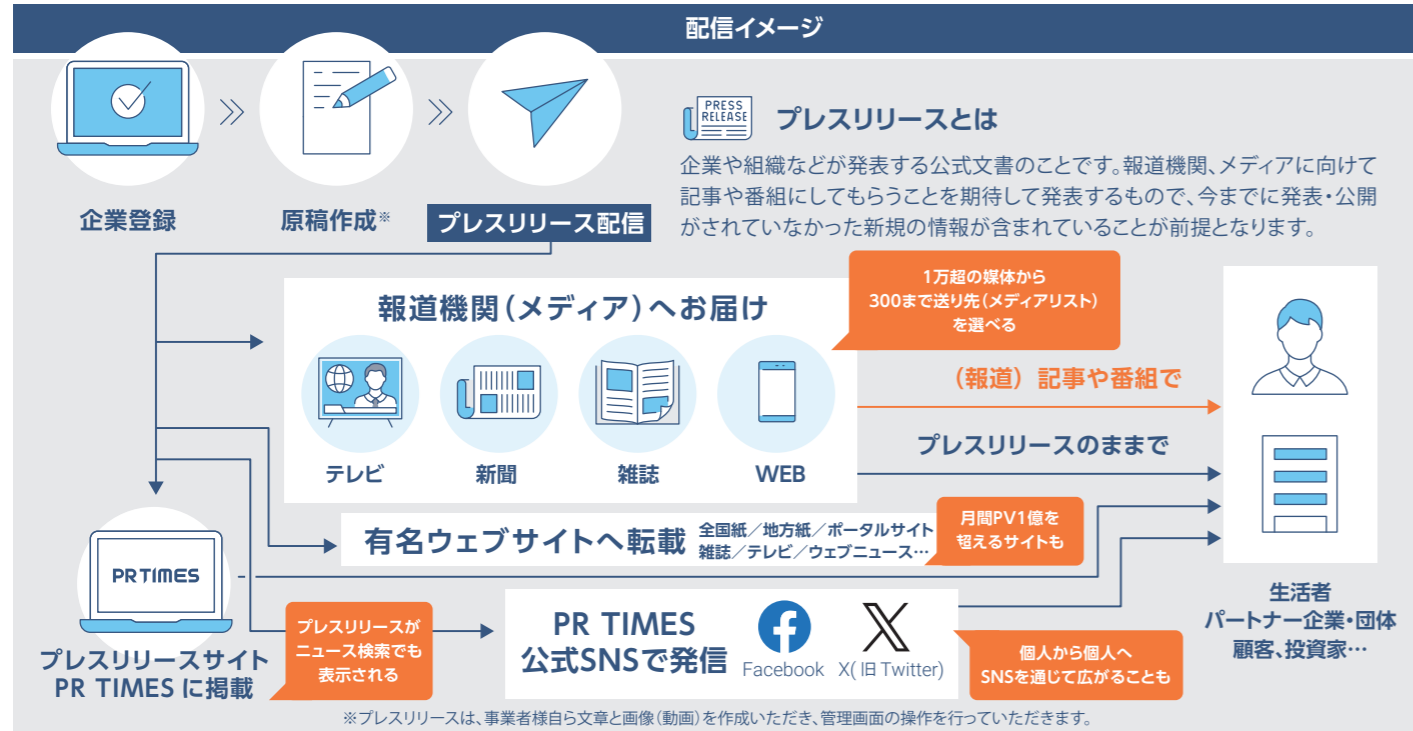 配信イメージ
企業登録
原稿作成※
プレスリリース配信
PRESS
RELEASE
プレスリリースとは
企業や組織などが発表する公式文書のことです。報道機関、メディアに向けて
記事や番組にしてもらうことを期待して発表するもので、今までに発表・公開
がされていなかった新規の情報が含まれていることが前提となります。
報道機関(メディア)へお届け
1万超の媒体から
300まで送り先(メディアリスト)
を選べる
テレビ
新聞
雑誌
WEB
(報道)記事や番組で
プレスリリースのままで
有名ウェブサイトへ転載
全国紙/地方紙/ポータルサイト
雑誌/テレビ/ウェブニュース…
月間PV1億を
超えるサイトも
PR TIMES
プレスリリースサイト
PR TIMES に掲載
プレスリリースが
ニュース検索でも
表示される
PR TIMES
公式SNSで発信
Facebook
X(旧Twitter)
個人から個人へ
SNSを通じて広がることも
生活者
パートナー企業・団体
顧客、投資家…
※プレスリリースは、事業者様自ら文章と画像(動画)を作成いただき、管理画面の操作を行っていただきます。